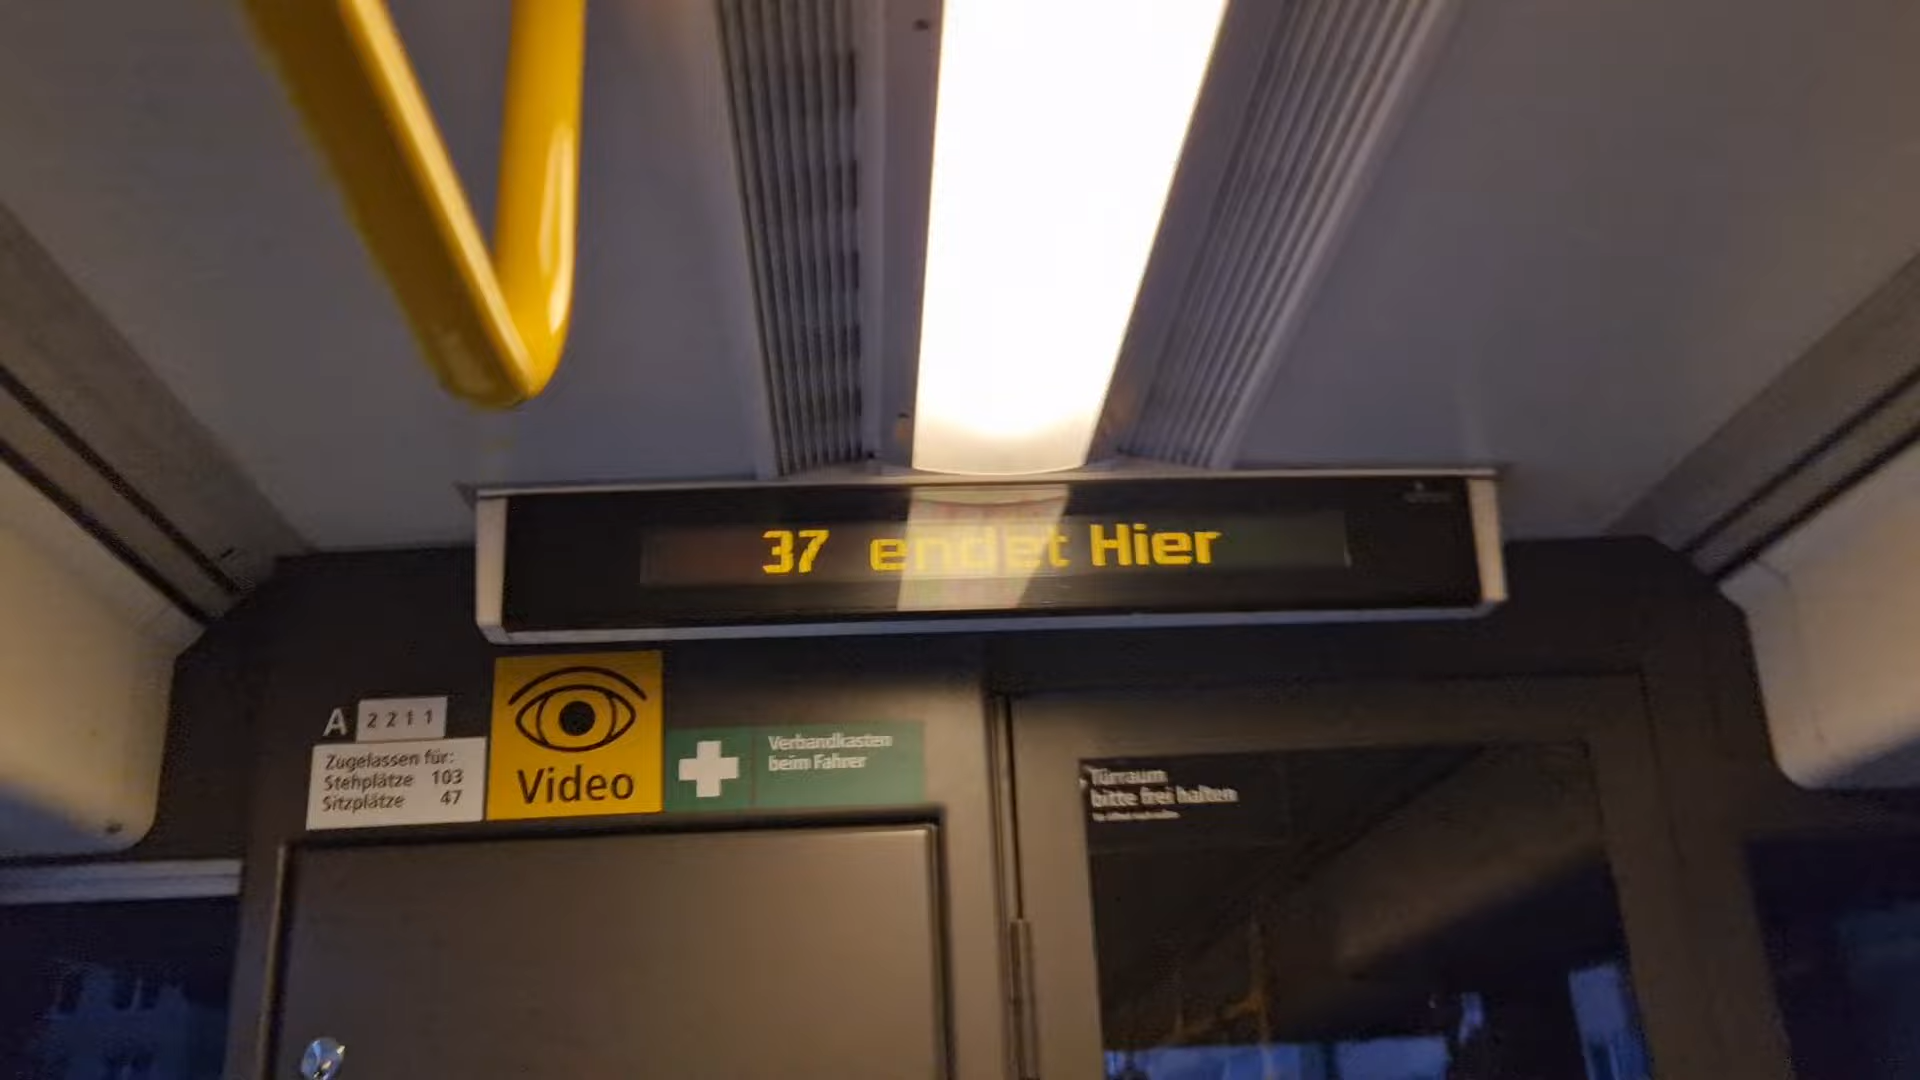 37 endet Hier
A 2211
Zugelassen für:
Stehplätze 103
Sitzplätze 47
Video
Verbandkasten
beim Fahrer
Türraum
bitte frei halten